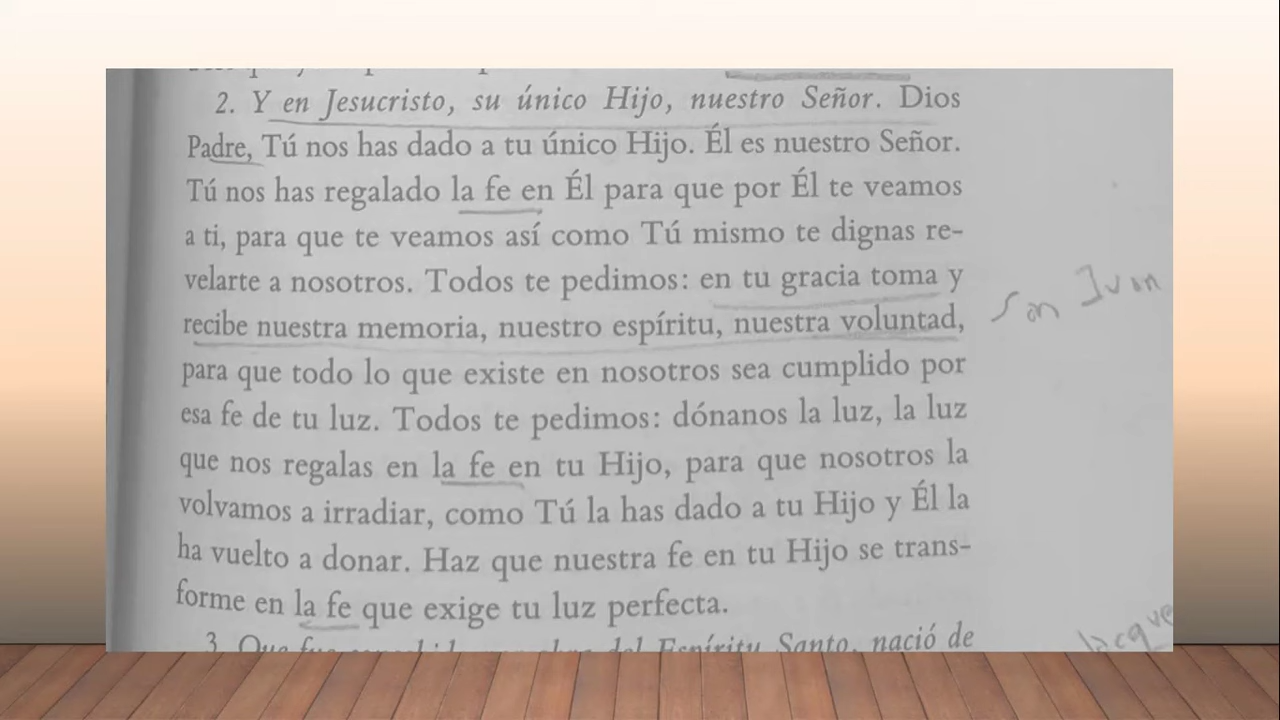 2. Y en Jesucristo, su único Hijo, nuestro Señor. Dios
Padre, Tú nos has dado a tu único Hijo. Él es nuestro Señor.
Tú nos has regalado la fe en Él para que por Él te veamos
a ti, para que te veamos así como Tú mismo te dignas re-
velarte a nosotros. Todos te pedimos: en tu gracia toma y
recibe nuestra memoria, nuestro espíritu, nuestra voluntad,
San Juan
para que todo lo que existe en nosotros sea cumplido por
esa fe de tu luz. Todos te pedimos: dónanos la luz, la luz
que nos regalas en la fe en tu Hijo, para que nosotros la
volvamos a irradiar, como Tú la has dado a tu Hijo y Él la
ha vuelto a donar. Haz que nuestra fe en tu Hijo se trans-
forme en la fe que exige tu luz perfecta.
3. Que del Espíritu Santo, nació de